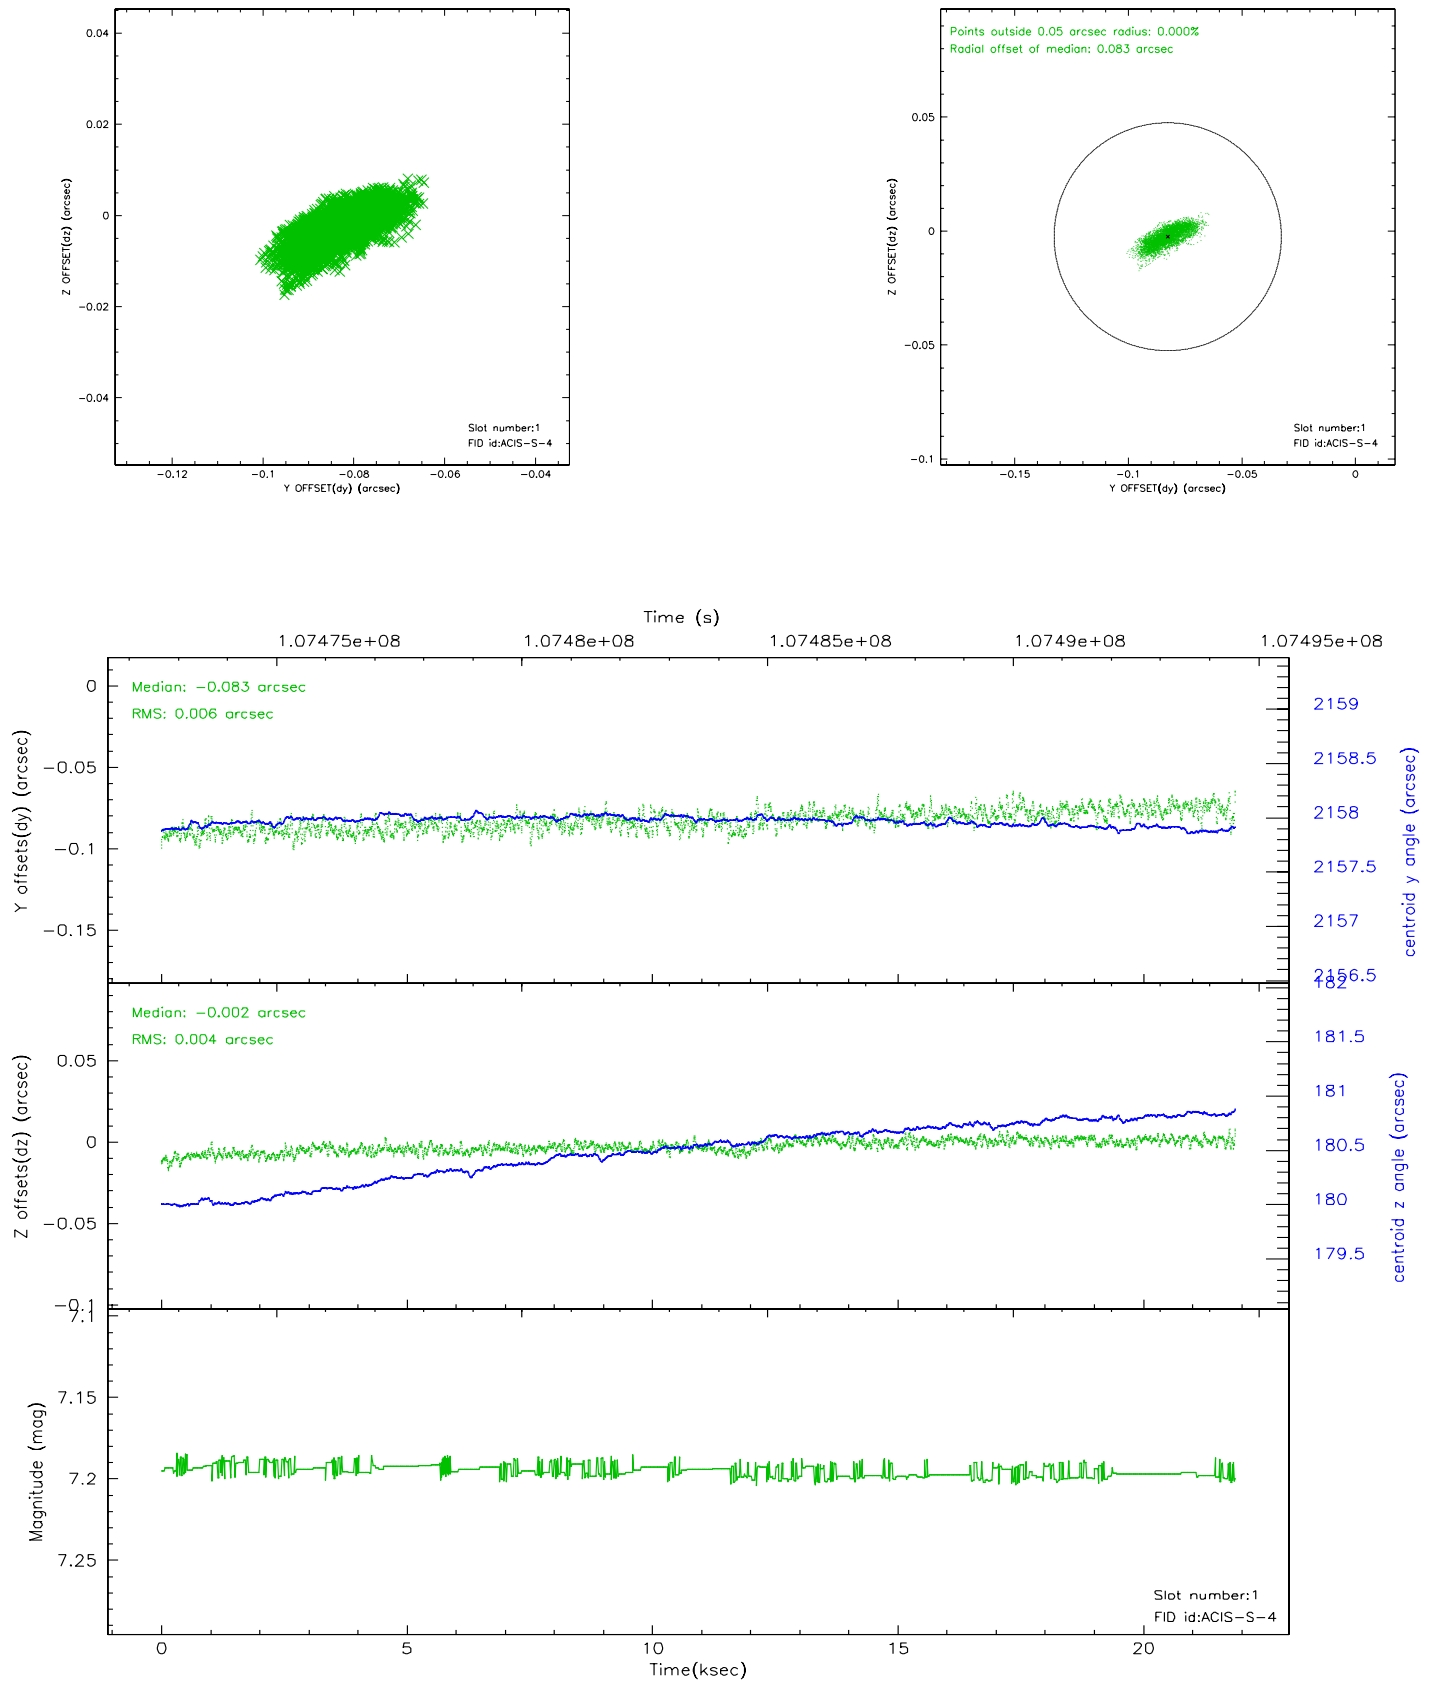 0.04
0.02
0
−0.02
−0.04
Z OFFSET(dz) (arcsec)
Slot number:1
FID id:ACIS−S−4
−0.12
−0.1
−0.08
−0.06
−0.04
Y OFFSET(dy) (arcsec)
Points outside 0.05 arcsec radius: 0.000%
Radial offset of median: 0.083 arcsec
0.05
0
−0.05
−0.1
Z OFFSET(dz) (arcsec)
Slot number:1
FID id:ACIS−S−4
−0.15
−0.1
−0.05
0
Y OFFSET(dy) (arcsec)
Time (s)
1.07475e+08
1.0748e+08
1.07485e+08
1.0749e+08
1.07495e+08
Median: −0.083 arcsec
RMS: 0.006 arcsec
0
−0.05
−0.1
−0.15
Y offsets(dy) (arcsec)
2159
2158.5
2158
2157.5
2157
2156.5
centroid y angle (arcsec)
Median: −0.002 arcsec
RMS: 0.004 arcsec
0.05
0
−0.05
−0.1
Z offsets(dz) (arcsec)
182
181.5
181
180.5
180
179.5
centroid z angle (arcsec)
7.1
7.15
7.2
7.25
Magnitude (mag)
Slot number:1
FID id:ACIS−S−4
0
5
10
15
20
Time(ksec)